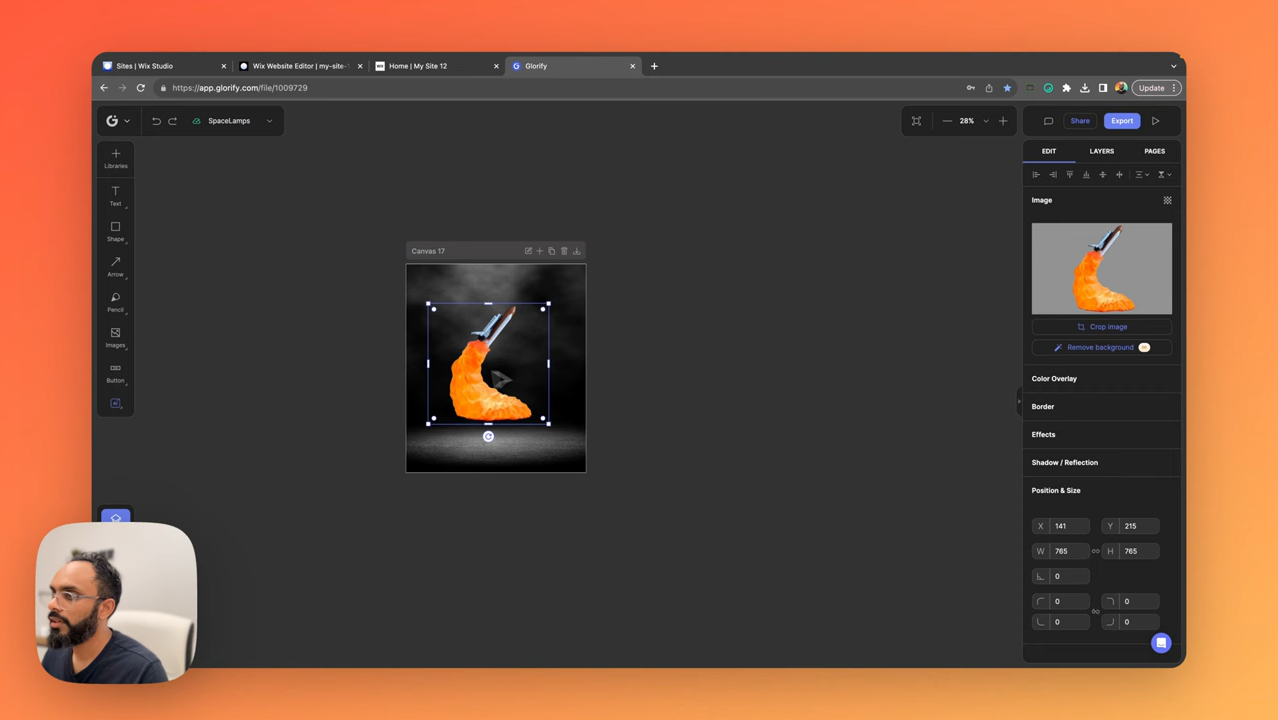 Sites | Wix Studio
Wix Website Editor | my-site-
Home | My Site 12
Glorify
https://app.glorify.com/file/1009729
Update
SpaceLamps
28%
Share
Export
Libraries
Text
Shape
Arrow
Pencil
Images
Button
AI
Canvas 17
EDIT
LAYERS
PAGES
Image
Crop image
Remove background
Color Overlay
Border
Effects
Shadow / Reflection
Position & Size
X 141
Y 215
W 765
H 765
0
0
0
0
0